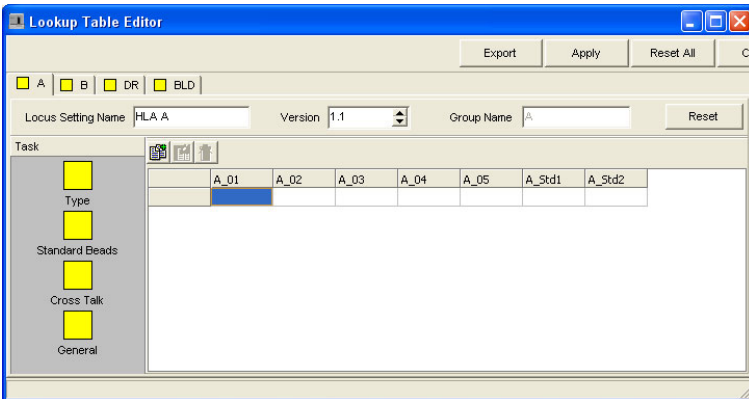 Lookup Table Editor
Export Apply Reset All C
A B DR BLD
Locus Setting Name HLA A Version 1.1 Group Name A Reset
Task
A_01 A_02 A_03 A_04 A_05 A_Std1 A_Std2
Type
Standard Beads
Cross Talk
General